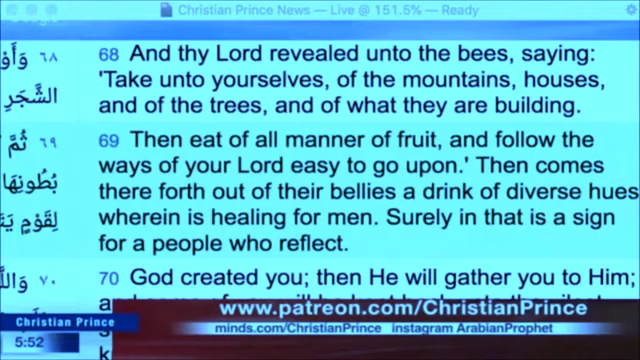 Christian Prince News — Live @ 151.5% — Ready
٦٨ وَأَوْ
68 And thy Lord revealed unto the bees, saying:
الشَّجَرِ
'Take unto yourselves, of the mountains, houses,
and of the trees, and of what they are building.
٦٩ ثُمَّ
69 Then eat of all manner of fruit, and follow the
بُطُونِهَا
ways of your Lord easy to go upon.' Then comes
there forth out of their bellies a drink of diverse hues
لِقَوْمٍ
wherein is healing for men. Surely in that is a sign
for a people who reflect.
٧٠
70 God created you; then He will gather you to Him;
www.patreon.com/ChristianPrince
Christian Prince
minds.com/ChristianPrince instagram ArabianProphet
5:52